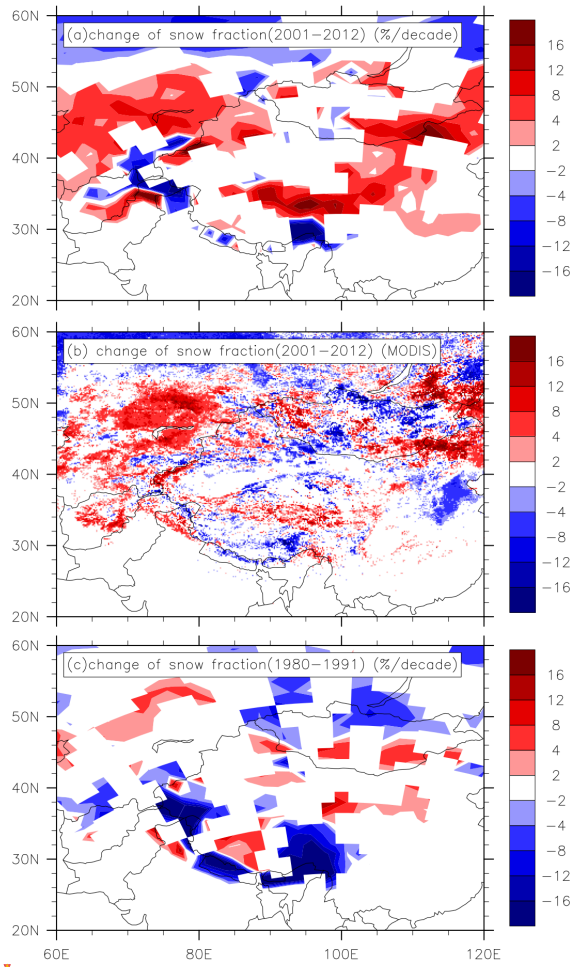 60N
(a)change of snow fraction(2001−2012) (%/decade)
50N
40N
30N
20N
16
12
8
4
2
−2
−4
−8
−12
−16
60N
(b) change of snow fraction(2001−2012) (MODIS)
50N
40N
30N
20N
16
12
8
4
2
−2
−4
−8
−12
−16
60N
(c)change of snow fraction(1980−1991) (%/decade)
50N
40N
30N
20N
60E
80E
100E
120E
16
12
8
4
2
−2
−4
−8
−12
−16